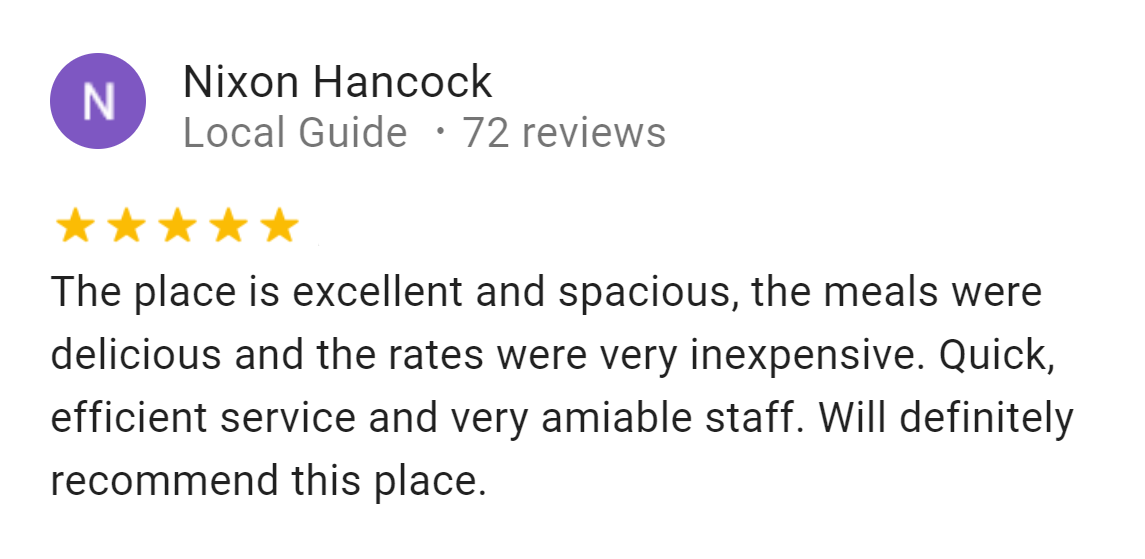 N
Nixon Hancock
Local Guide · 72 reviews
The place is excellent and spacious, the meals were
delicious and the rates were very inexpensive. Quick,
efficient service and very amiable staff. Will definitely
recommend this place.